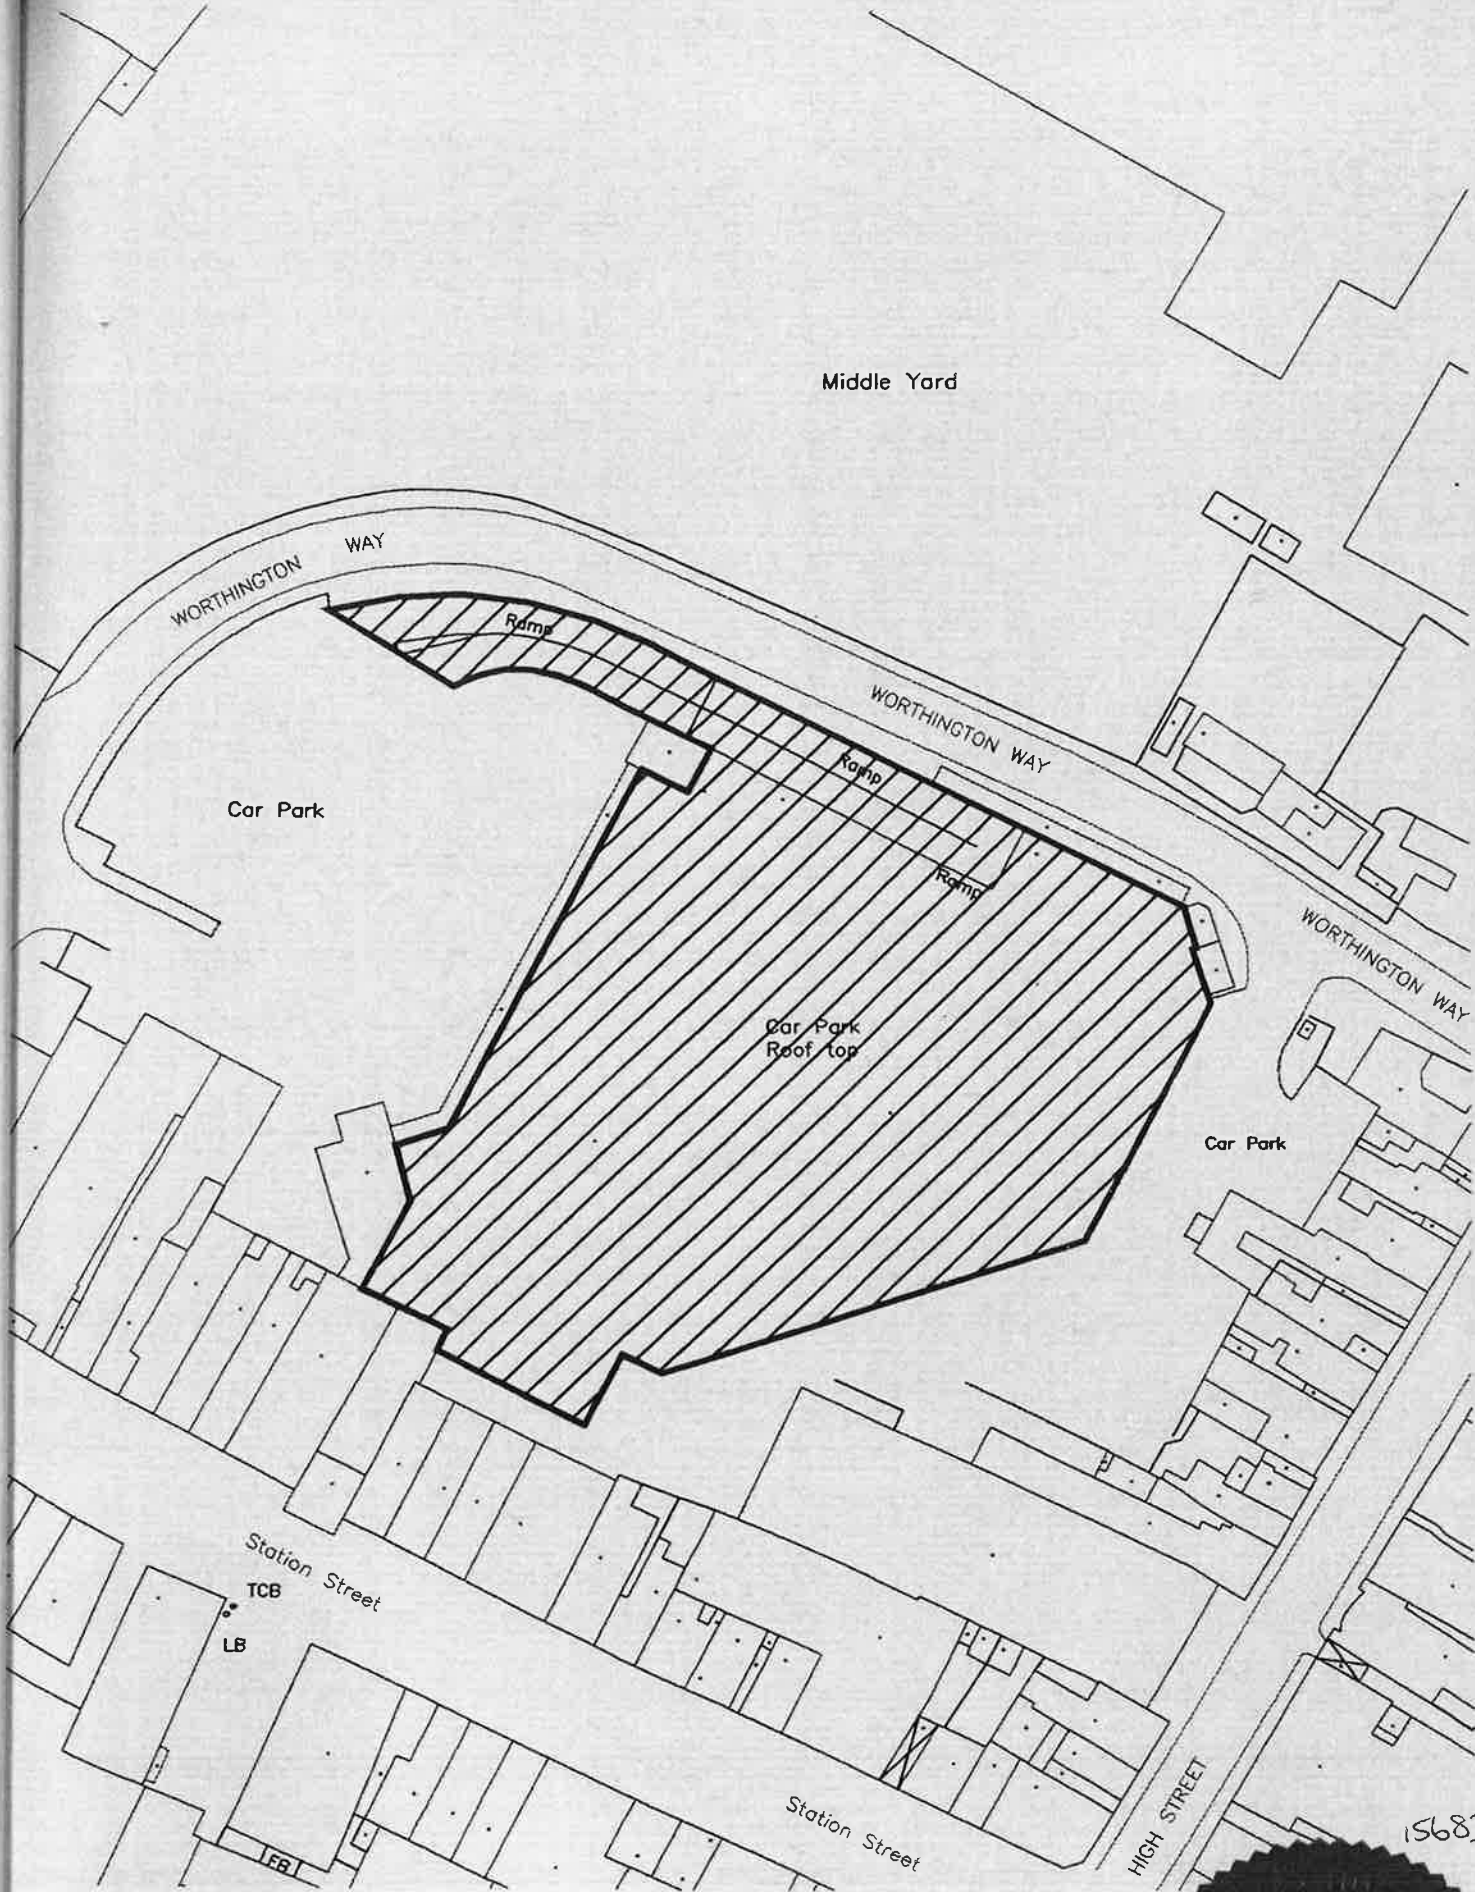 Middle Yard
WORTHINGTON WAY
Ramp
WORTHINGTON WAY
Ramp
Car Park
Ramp
WORTHINGTON WAY
Car Park
Roof top
Car Park
Station Street
TCB
LB
Station Street
HIGH STREET
FB